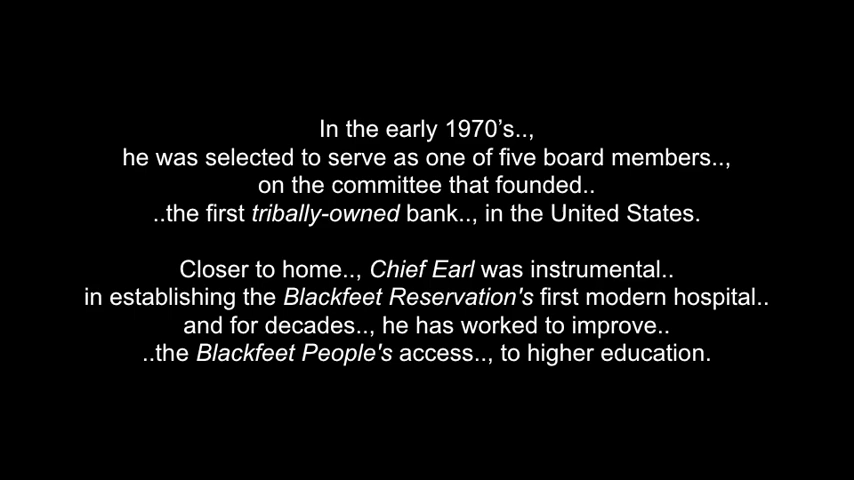 In the early 1970’s..,
he was selected to serve as one of five board members..,
on the committee that founded..
..the first tribally-owned bank.., in the United States.
Closer to home.., Chief Earl was instrumental..
in establishing the Blackfeet Reservation's first modern hospital..
and for decades.., he has worked to improve..
..the Blackfeet People's access.., to higher education.